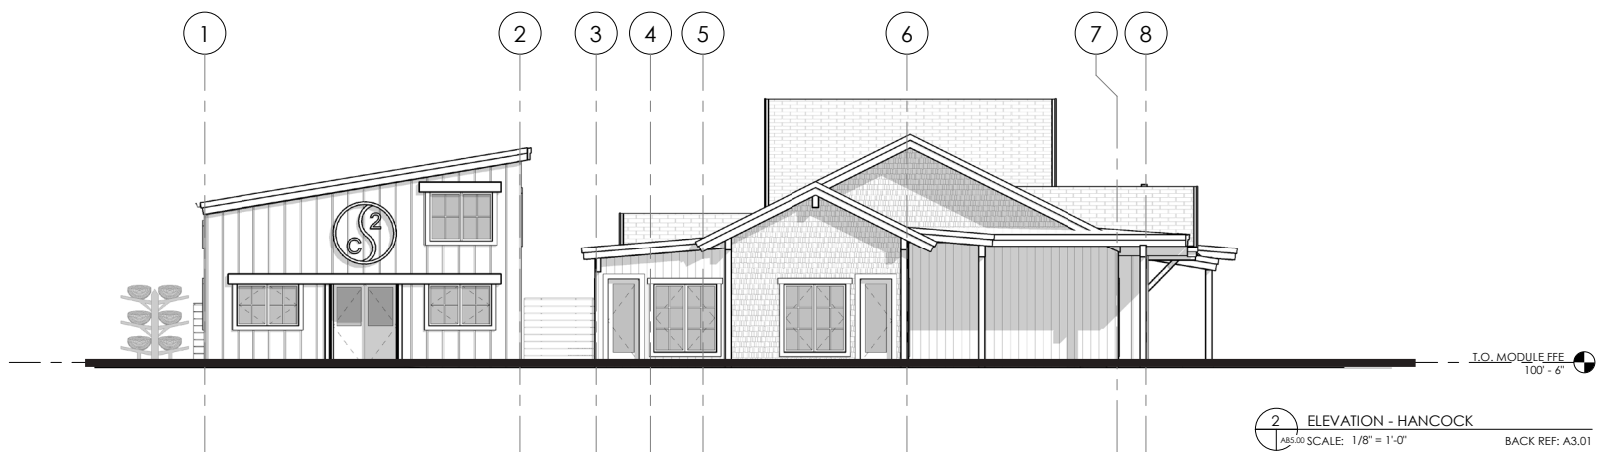 1 2 3 4 5 6 7 8
2
C
T.O. MODULE FFE
100' - 6"
2 ELEVATION - HANCOCK
AB5.00 SCALE: 1/8" = 1'-0" BACK REF: A3.01